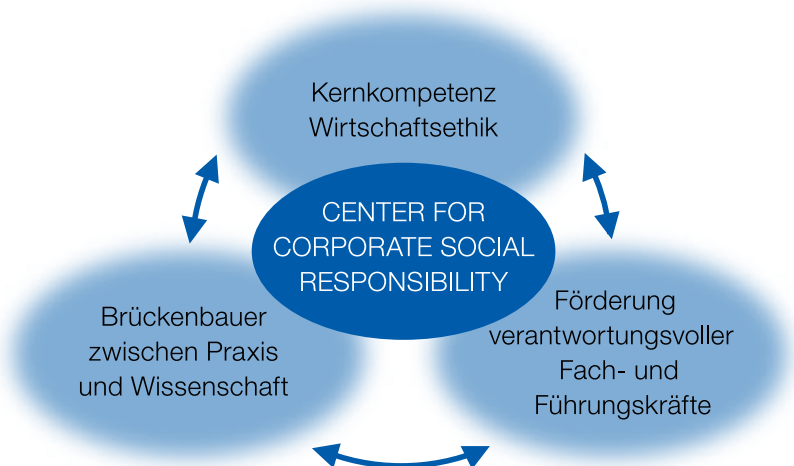 Kernkompetenz
Wirtschaftsethik
CENTER FOR
CORPORATE SOCIAL
RESPONSIBILITY
Brückenbauer
zwischen Praxis
und Wissenschaft
Förderung
verantwortungsvoller
Fach- und
Führungskräfte